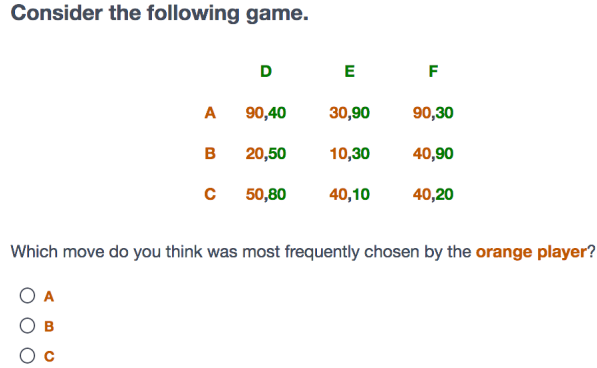 Consider the following game.
D E F
A 90,40 30,90 90,30
B 20,50 10,30 40,90
C 50,80 40,10 40,20
Which move do you think was most frequently chosen by the orange player?
A
B
C